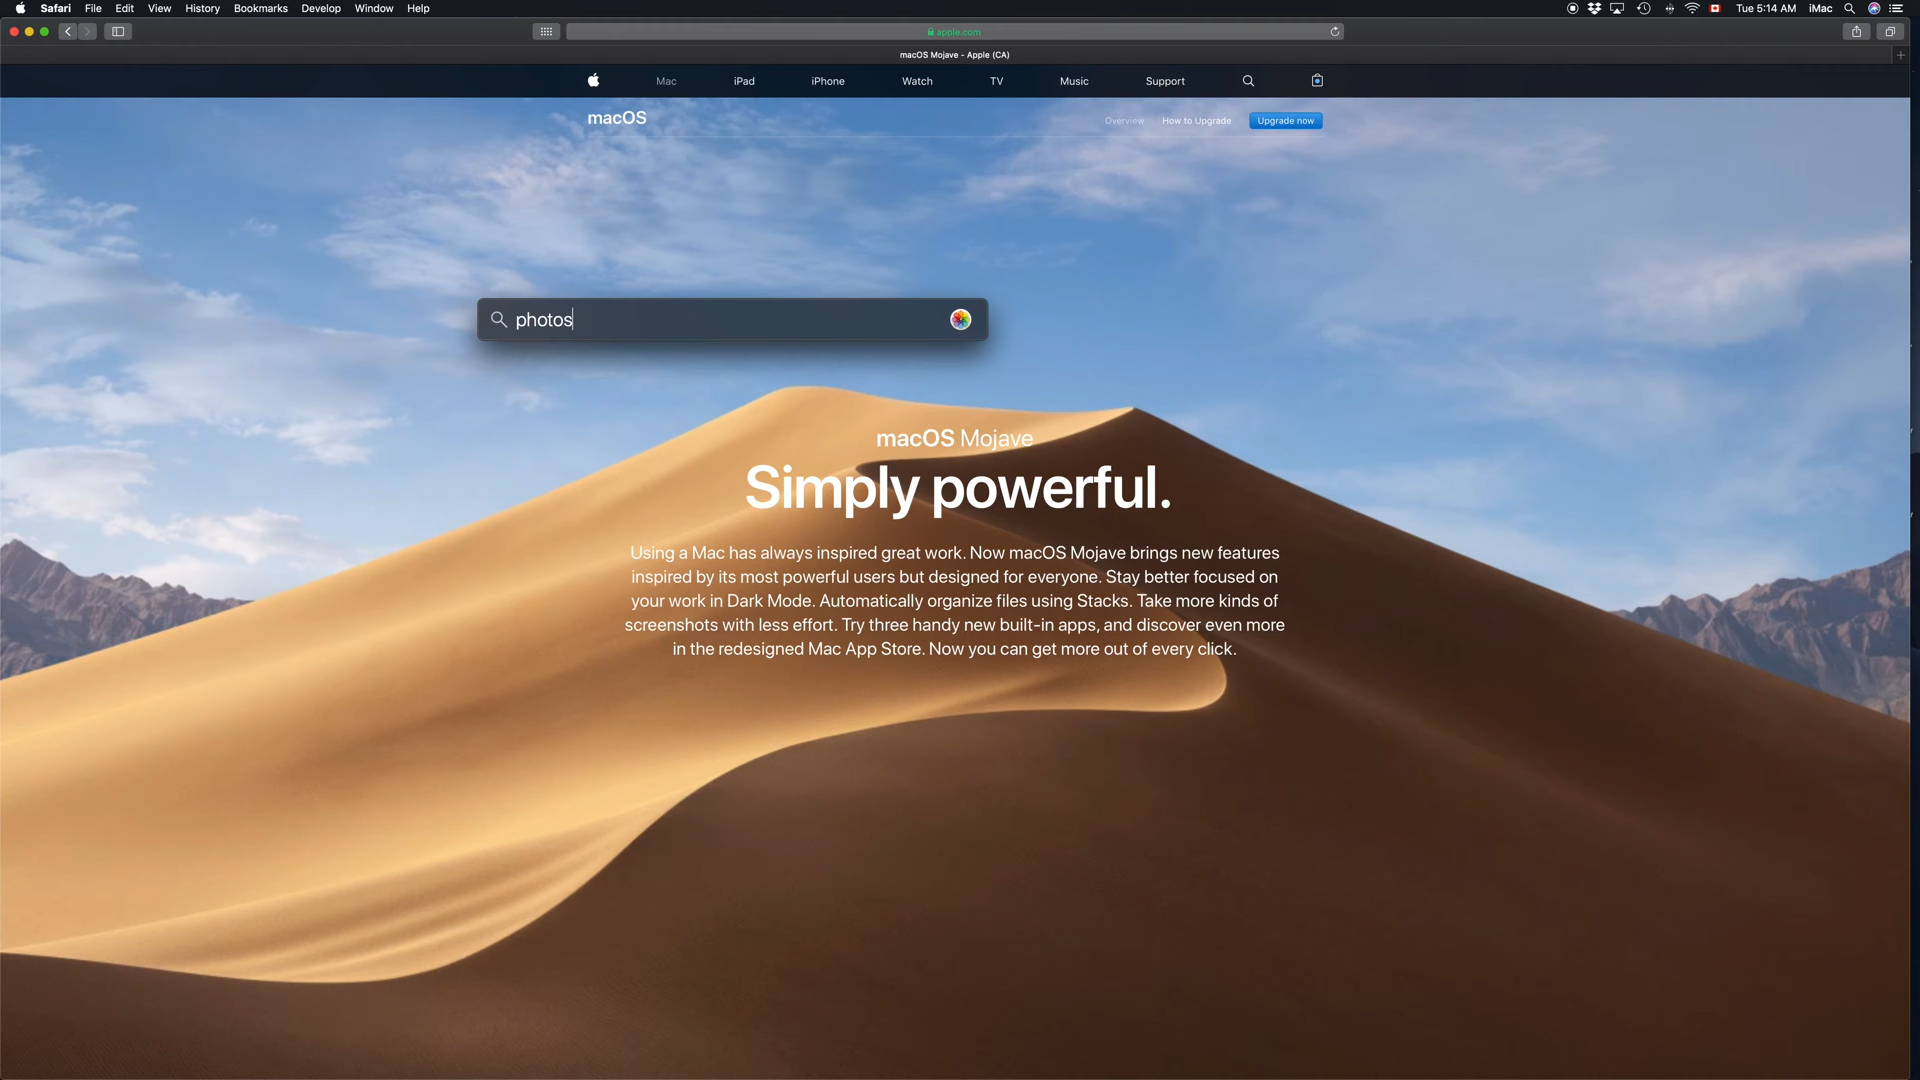 Safari File Edit View History Bookmarks Develop Window Help Tue 5:14 AM iMac
apple.com
macOS Mojave - Apple (CA)
Mac iPad iPhone Watch TV Music Support
macOS Overview How to Upgrade Upgrade now
photos
macOS Mojave
Simply powerful.
Using a Mac has always inspired great work. Now macOS Mojave brings new features
inspired by its most powerful users but designed for everyone. Stay better focused on
your work in Dark Mode. Automatically organize files using Stacks. Take more kinds of
screenshots with less effort. Try three handy new built-in apps, and discover even more
in the redesigned Mac App Store. Now you can get more out of every click.